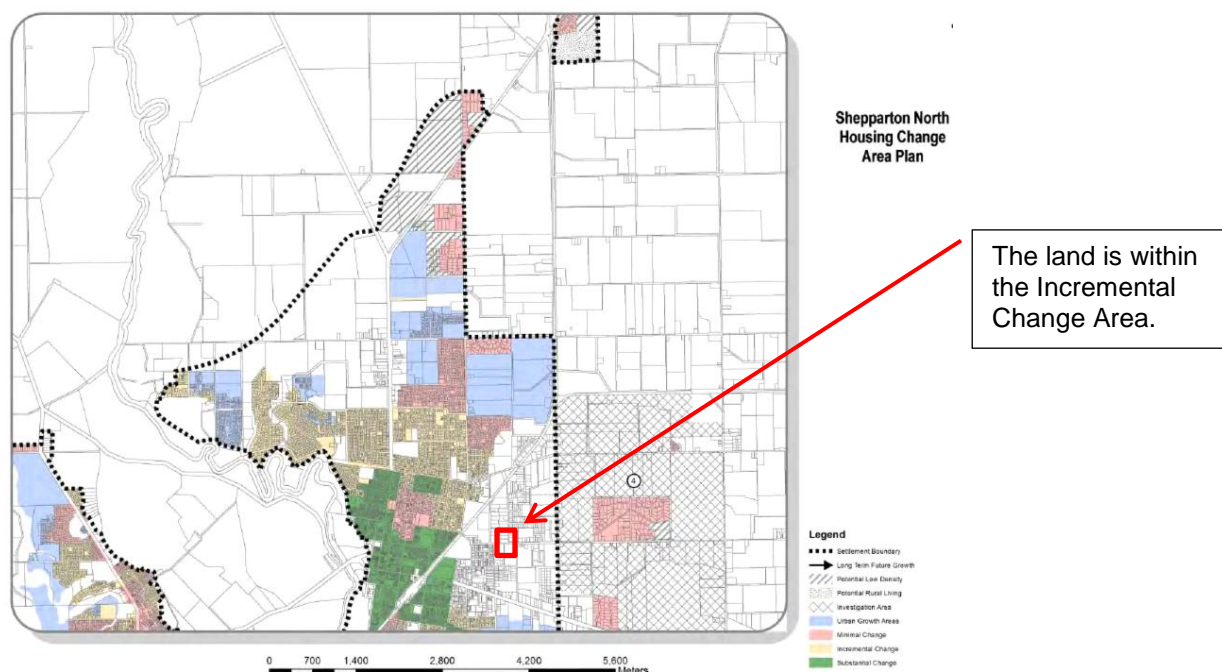 Shepparton North
Housing Change
Area Plan
The land is within
the Incremental
Change Area.
4
Legend
Settlement Boundary
Long Term Future Growth
Potential Low Density
Potential Rural Living
Investigation Area
Urban Growth Areas
Minimal Change
Incremental Change
Substantial Change
0 700 1,400 2,800 4,200 5,600
Meters